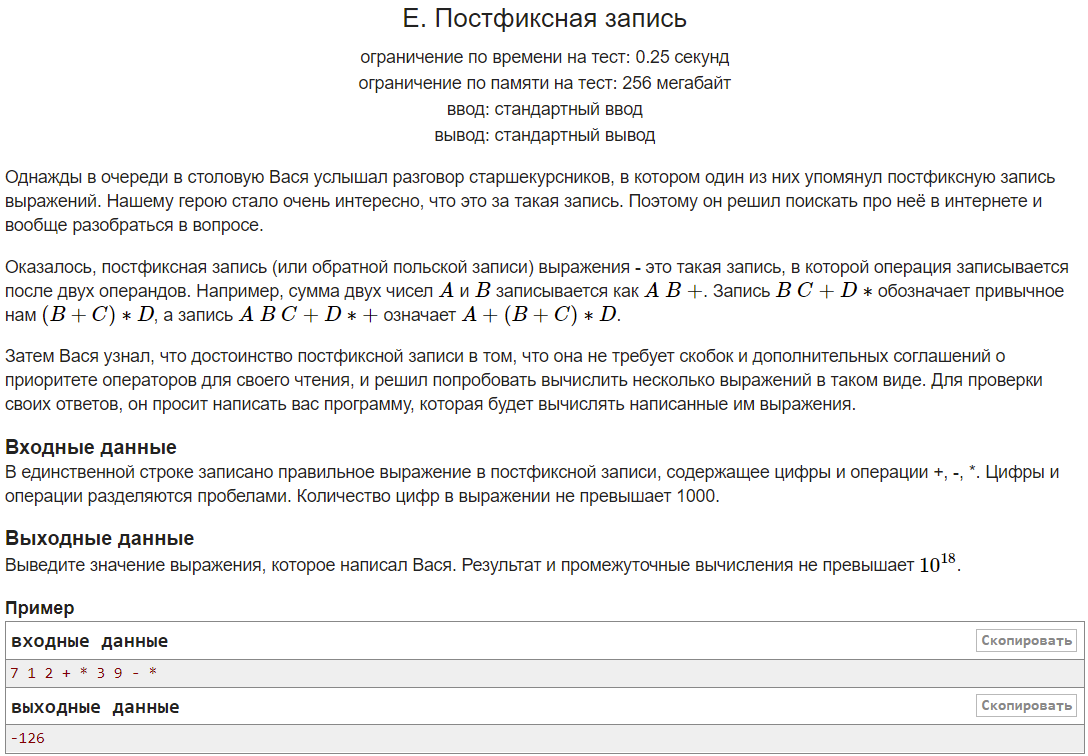 E. Постфиксная запись
ограничение по времени на тест: 0.25 секунд
ограничение по памяти на тест: 256 мегабайт
ввод: стандартный ввод
вывод: стандартный вывод
Однажды в очереди в столовую Вася услышал разговор старшекурсников, в котором один из них упомянул постфиксную запись
выражений. Нашему герою стало очень интересно, что это за такая запись. Поэтому он решил поискать про неё в интернете и
вообще разобраться в вопросе.
Оказалось, постфиксная запись (или обратной польской записи) выражения - это такая запись, в которой операция записывается
после двух операндов. Например, сумма двух чисел A и B записывается как A B +. Запись B C + D * обозначает привычное
нам (B + C) * D, а запись A B C + D * + означает A + (B + C) * D.
Затем Вася узнал, что достоинство постфиксной записи в том, что она не требует скобок и дополнительных соглашений о
приоритете операторов для своего чтения, и решил попробовать вычислить несколько выражений в таком виде. Для проверки
своих ответов, он просит написать вас программу, которая будет вычислять написанные им выражения.
Входные данные
В единственной строке записано правильное выражение в постфиксной записи, содержащее цифры и операции +, -, *. Цифры и
операции разделяются пробелами. Количество цифр в выражении не превышает 1000.
Выходные данные
Выведите значение выражения, которое написал Вася. Результат и промежуточные вычисления не превышает 10^18.
Пример
входные данные Скопировать
7 1 2 + * 3 9 - *
выходные данные Скопировать
-126